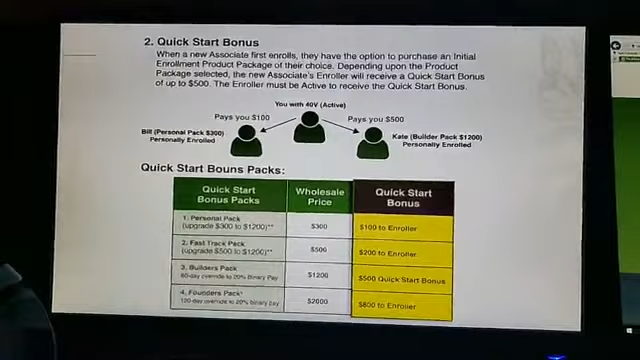 2. Quick Start Bonus
When a new Associate first enrolls, they have the option to purchase an Initial
Enrollment Product Package of their choice. Depending upon the Product
Package selected, the new Associate's Enroller will receive a Quick Start Bonus
of up to $500. The Enroller must be Active to receive the Quick Start Bonus.
You with 40V (Active)
Pays you $100
Pays you $500
Bill (Personal Pack $300)
Personally Enrolled
Kate (Builder Pack $1200)
Personally Enrolled
Quick Start Bouns Packs:
Quick Start
Bonus Packs
Wholesale
Price
Quick Start
Bonus
1. Personal Pack
(upgrade $300 to $1200)**
$300
$100 to Enroller
2. Fast Track Pack
(upgrade $500 to $1200)**
$500
$200 to Enroller
3. Builders Pack
60-day override to 20% Binary Pay
$1200
$500 Quick Start Bonus
4. Founders Pack*
120-day override to 20% binary pay
$2000
$800 to Enroller